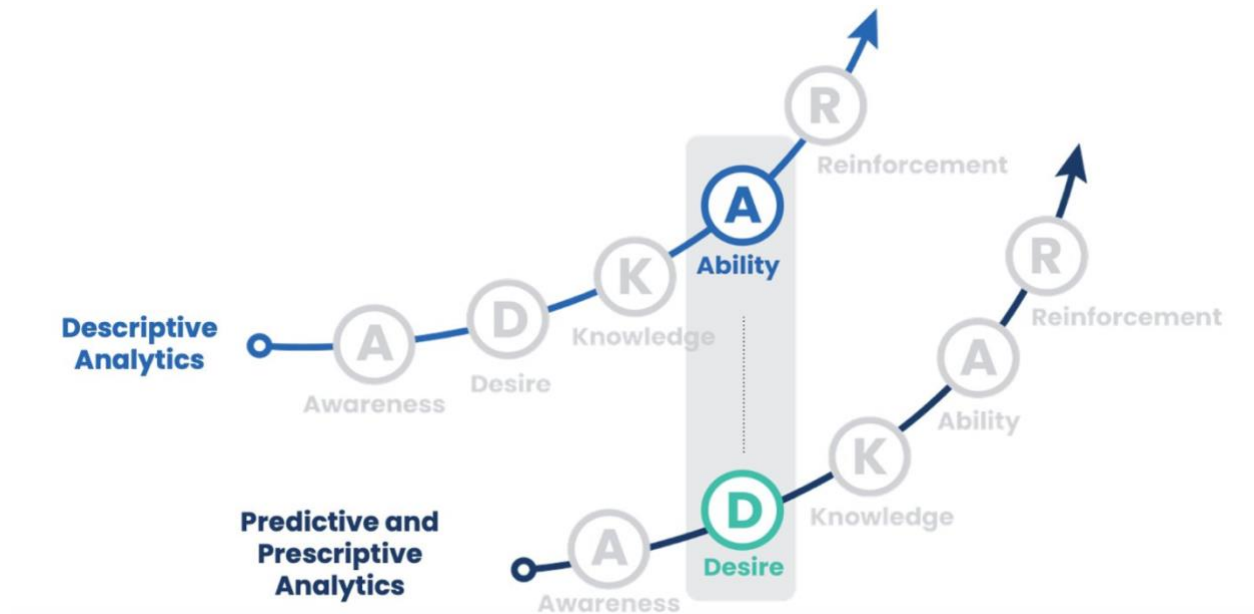 R
Reinforcement
A
Ability
K
Knowledge
D
Desire
A
Awareness
Descriptive
Analytics
R
Reinforcement
A
Ability
K
Knowledge
D
Desire
A
Awareness
Predictive and
Prescriptive
Analytics